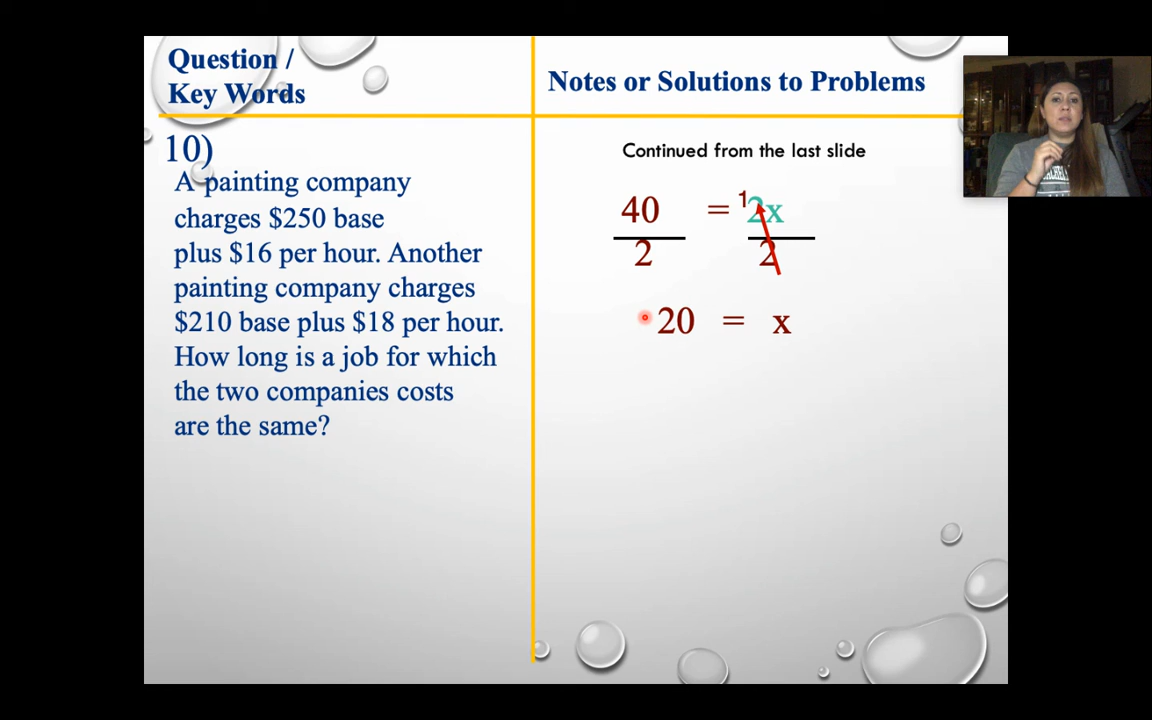 Question /
Key Words
Notes or Solutions to Problems
10)
A painting company
charges $250 base
plus $16 per hour. Another
painting company charges
$210 base plus $18 per hour.
How long is a job for which
the two companies costs
are the same?
Continued from the last slide
40 = 1 2x
2 2
20 = x